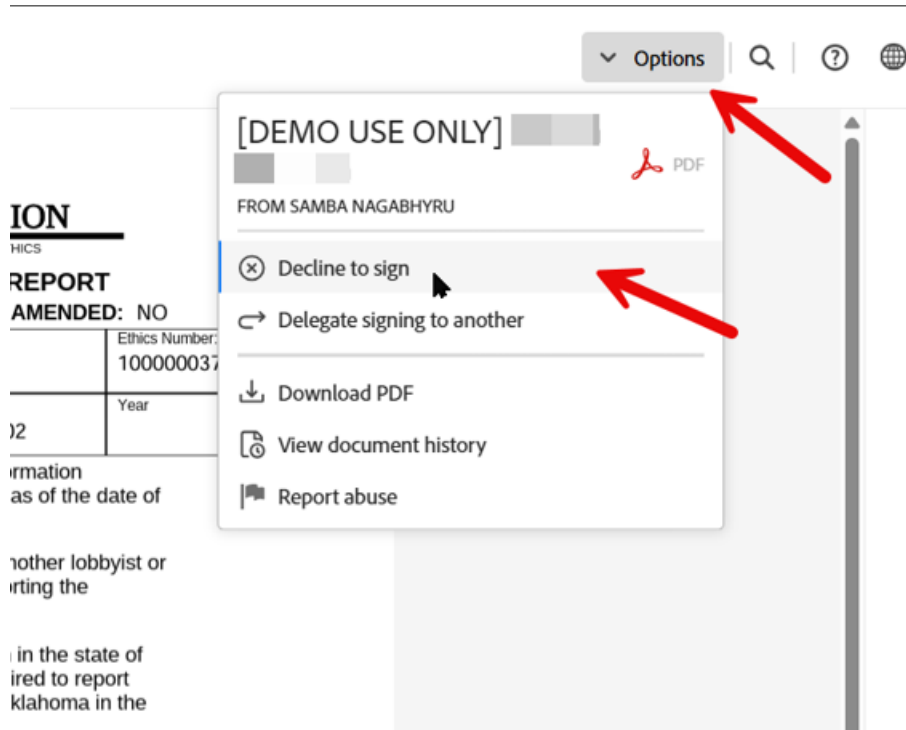 Options
[DEMO USE ONLY]
PDF
FROM SAMBA NAGABHYRU
Decline to sign
Delegate signing to another
Download PDF
View document history
Report abuse
ION
HICS
REPORT
AMENDED: NO
Ethics Number:
100000037
Year
02
rmation
as of the date of
nother lobbyist or
rting the
in the state of
ired to report
klahoma in the